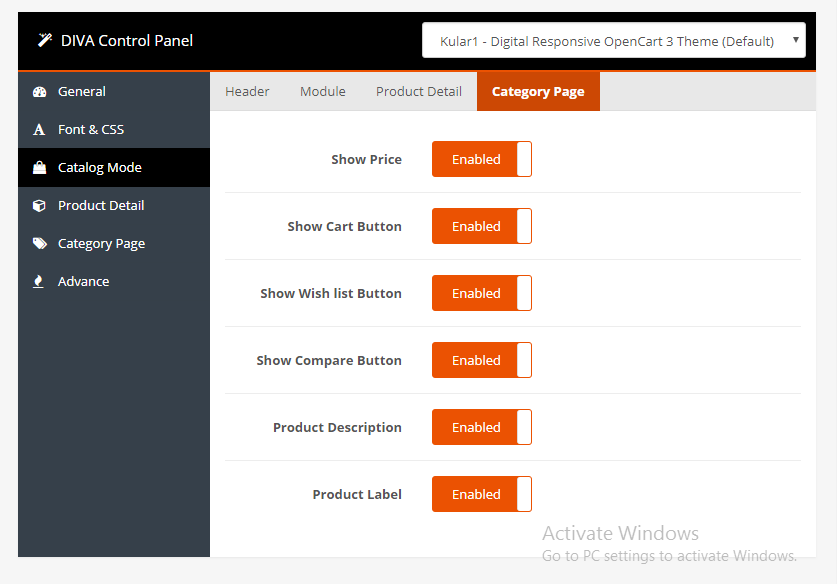 DIVA Control Panel
Kular1 - Digital Responsive OpenCart 3 Theme (Default)
General
Font & CSS
Catalog Mode
Product Detail
Category Page
Advance
Header
Module
Product Detail
Category Page
Show Price
Enabled
Show Cart Button
Enabled
Show Wish list Button
Enabled
Show Compare Button
Enabled
Product Description
Enabled
Product Label
Enabled
Activate Windows
Go to PC settings to activate Windows.